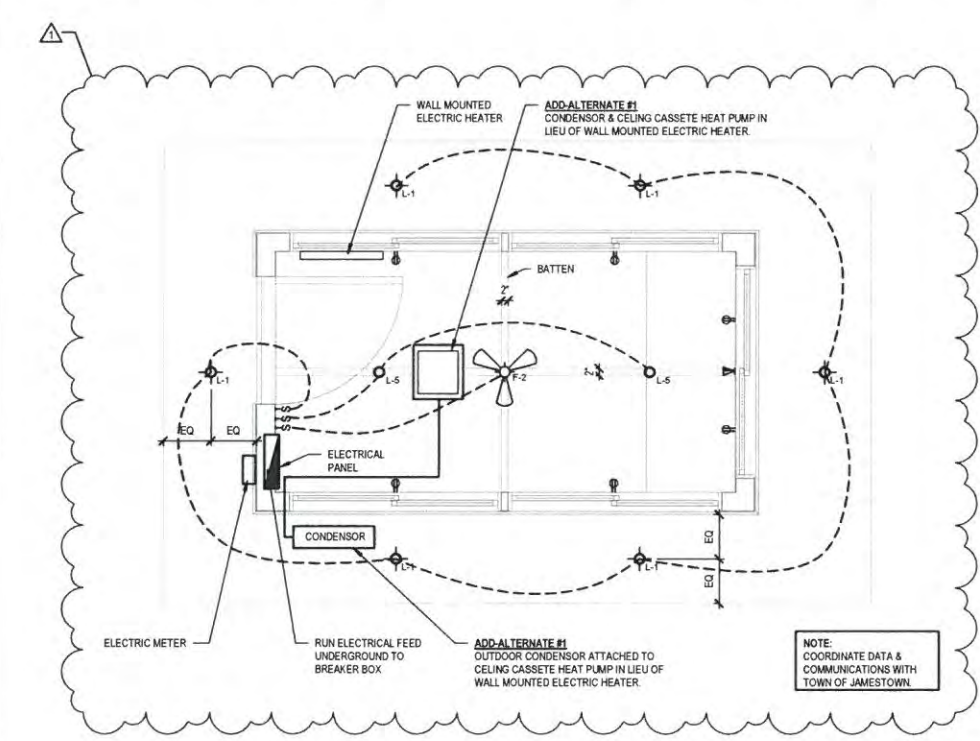 1
WALL MOUNTED
ELECTRIC HEATER
ADD-ALTERNATE #1
CONDENSOR & CELING CASSETE HEAT PUMP IN
LIEU OF WALL MOUNTED ELECTRIC HEATER.
L-1
L-1
BATTEN
2"
L-1
L-5
F-2
2"
L-5
L-1
S
S
S
EQ
EQ
ELECTRICAL
PANEL
CONDENSOR
EQ
L-1
L-1
EQ
ELECTRIC METER
RUN ELECTRICAL FEED
UNDERGROUND TO
BREAKER BOX
ADD-ALTERNATE #1
OUTDOOR CONDENSOR ATTACHED TO
CELING CASSETE HEAT PUMP IN LIEU OF
WALL MOUNTED ELECTRIC HEATER.
NOTE:
COORDINATE DATA &
COMMUNICATIONS WITH
TOWN OF JAMESTOWN.